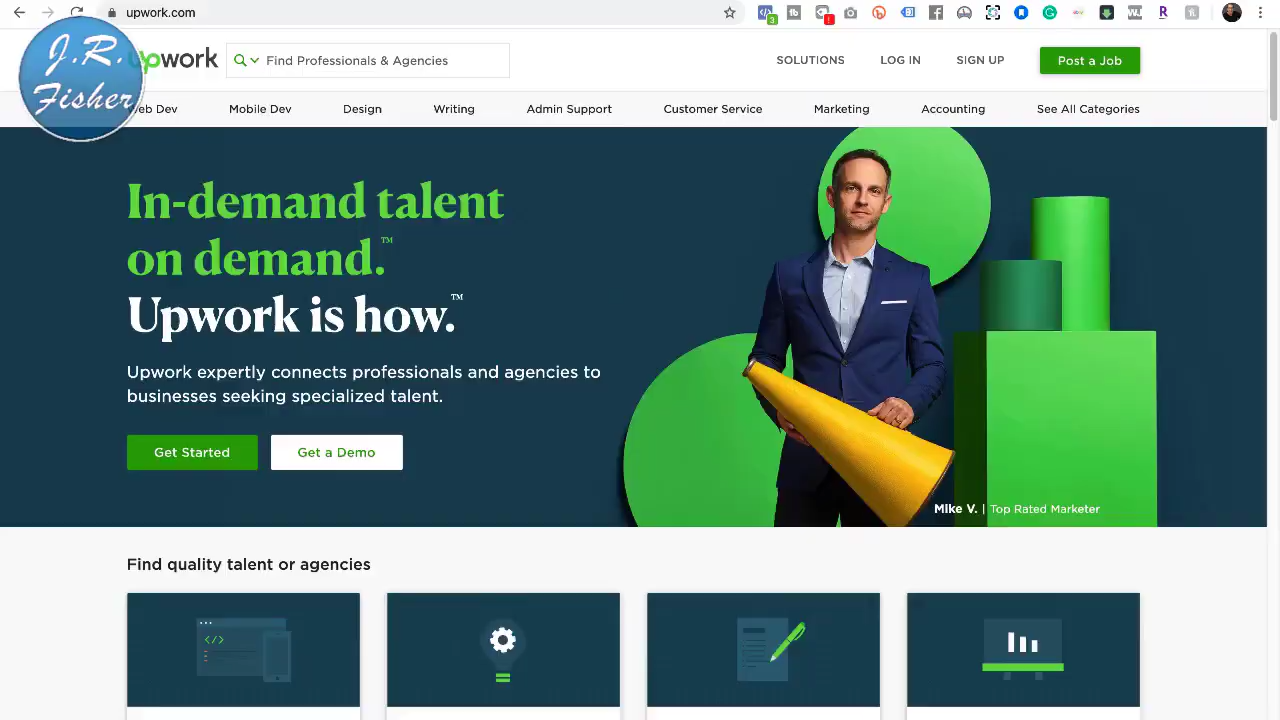 upwork.com
3
J.R.
Fisher
upwork
Find Professionals & Agencies
SOLUTIONS
LOG IN
SIGN UP
Post a Job
eb Dev
Mobile Dev
Design
Writing
Admin Support
Customer Service
Marketing
Accounting
See All Categories
In-demand talent
on demand.™
Upwork is how.™
Upwork expertly connects professionals and agencies to
businesses seeking specialized talent.
Get Started
Get a Demo
Mike V. | Top Rated Marketer
Find quality talent or agencies